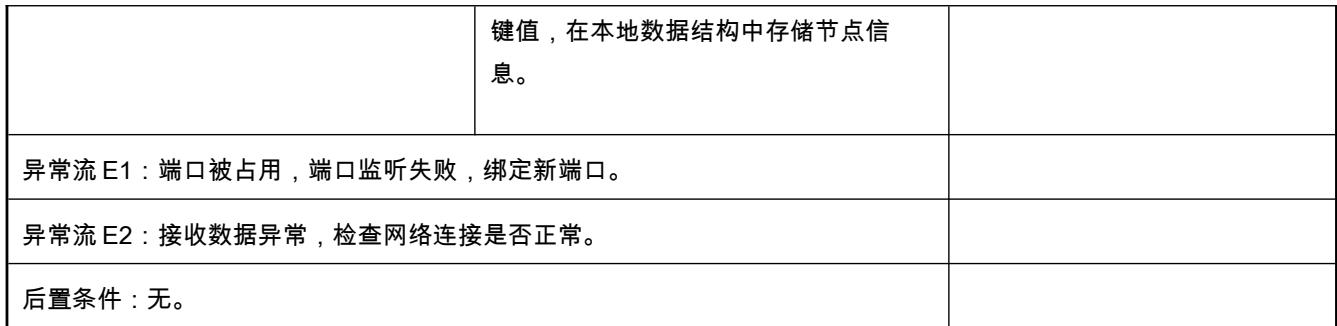 键值，在本地数据结构中存储节点信
息。
异常流 E1：端口被占用，端口监听失败，绑定新端口。
异常流 E2：接收数据异常，检查网络连接是否正常。
后置条件：无。